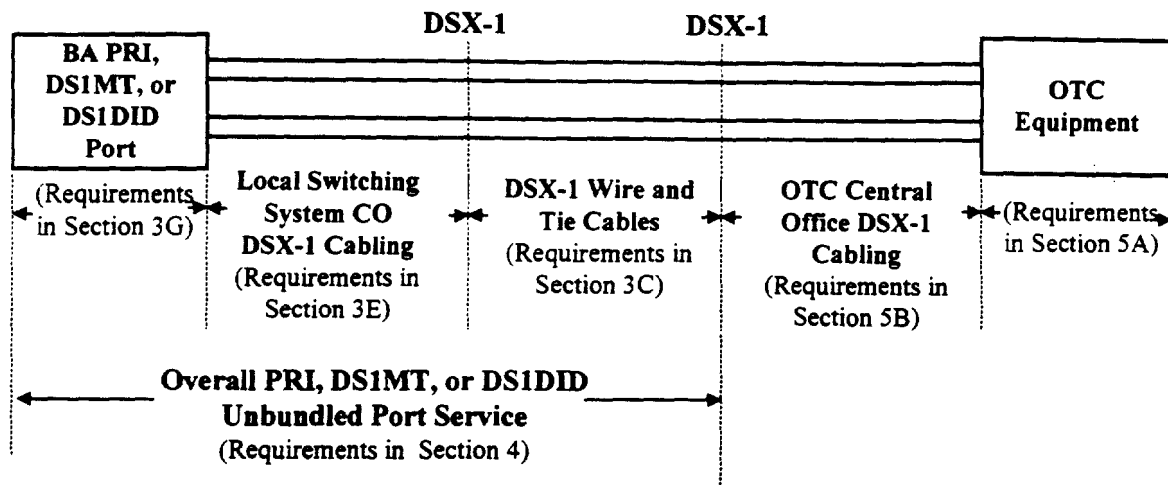 DSX-1
DSX-1
BA PRI,
DS1MT, or
DS1DID
Port
OTC
Equipment
(Requirements
in Section 3G)
Local Switching
System CO
DSX-1 Cabling
(Requirements in
Section 3E)
DSX-1 Wire and
Tie Cables
(Requirements in
Section 3C)
OTC Central
Office DSX-1
Cabling
(Requirements in
Section 5B)
(Requirements
in Section 5A)
Overall PRI, DS1MT, or DS1DID
Unbundled Port Service
(Requirements in Section 4)